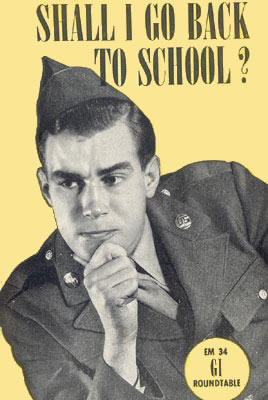 SHALL I GO BACK
TO SCHOOL?
EM 34
GI
ROUNDTABLE